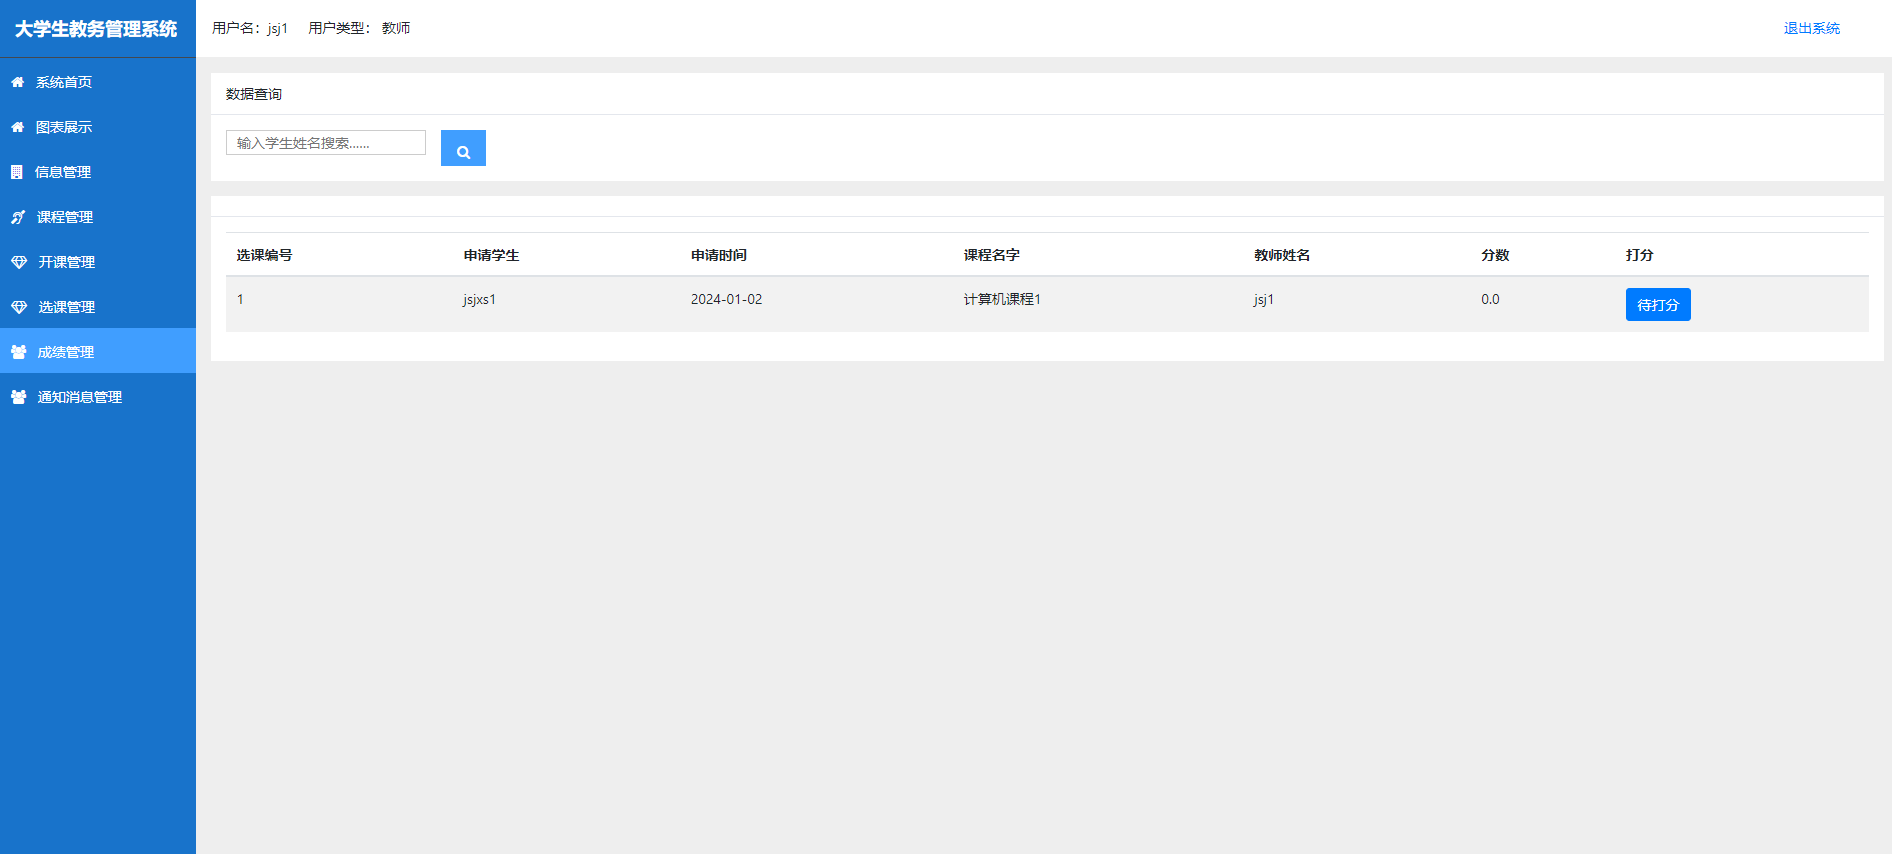 大学生教务管理系统
用户名：jsj1 用户类型： 教师
退出系统
系统首页
图表展示
信息管理
课程管理
开课管理
选课管理
成绩管理
通知消息管理
数据查询
输入学生姓名搜索......
选课编号 申请学生 申请时间 课程名字 教师姓名 分数 打分
1 jsjxs1 2024-01-02 计算机课程1 jsj1 0.0 待打分